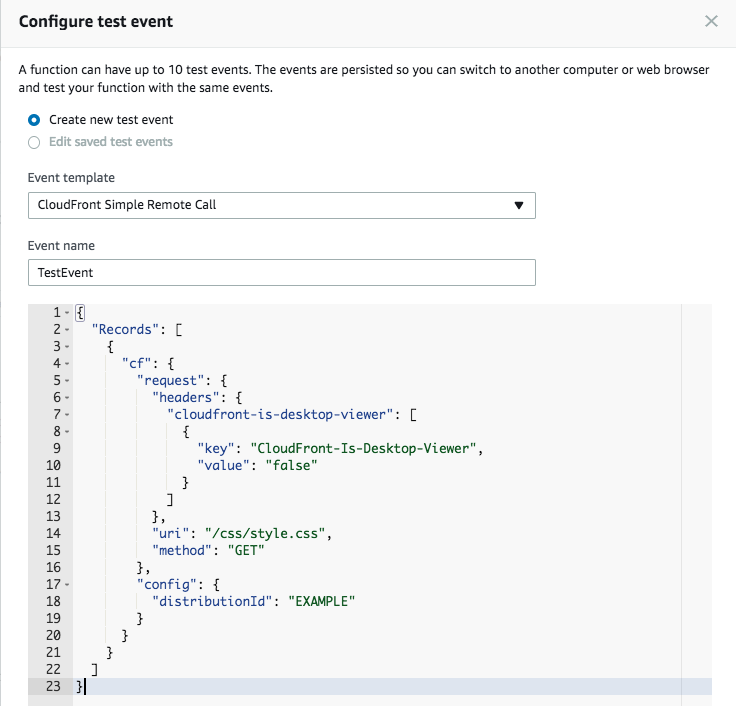 Configure test event
A function can have up to 10 test events. The events are persisted so you can switch to another computer or web browser
and test your function with the same events.
Create new test event
Edit saved test events
Event template
CloudFront Simple Remote Call
Event name
TestEvent
1 {
2 "Records": [
3 {
4 "cf": {
5 "request": {
6 "headers": {
7 "cloudfront-is-desktop-viewer": [
8 {
9 "key": "CloudFront-Is-Desktop-Viewer",
10 "value": "false"
11 }
12 ]
13 },
14 "uri": "/css/style.css",
15 "method": "GET"
16 },
17 "config": {
18 "distributionId": "EXAMPLE"
19 }
20 }
21 }
22 ]
23 }